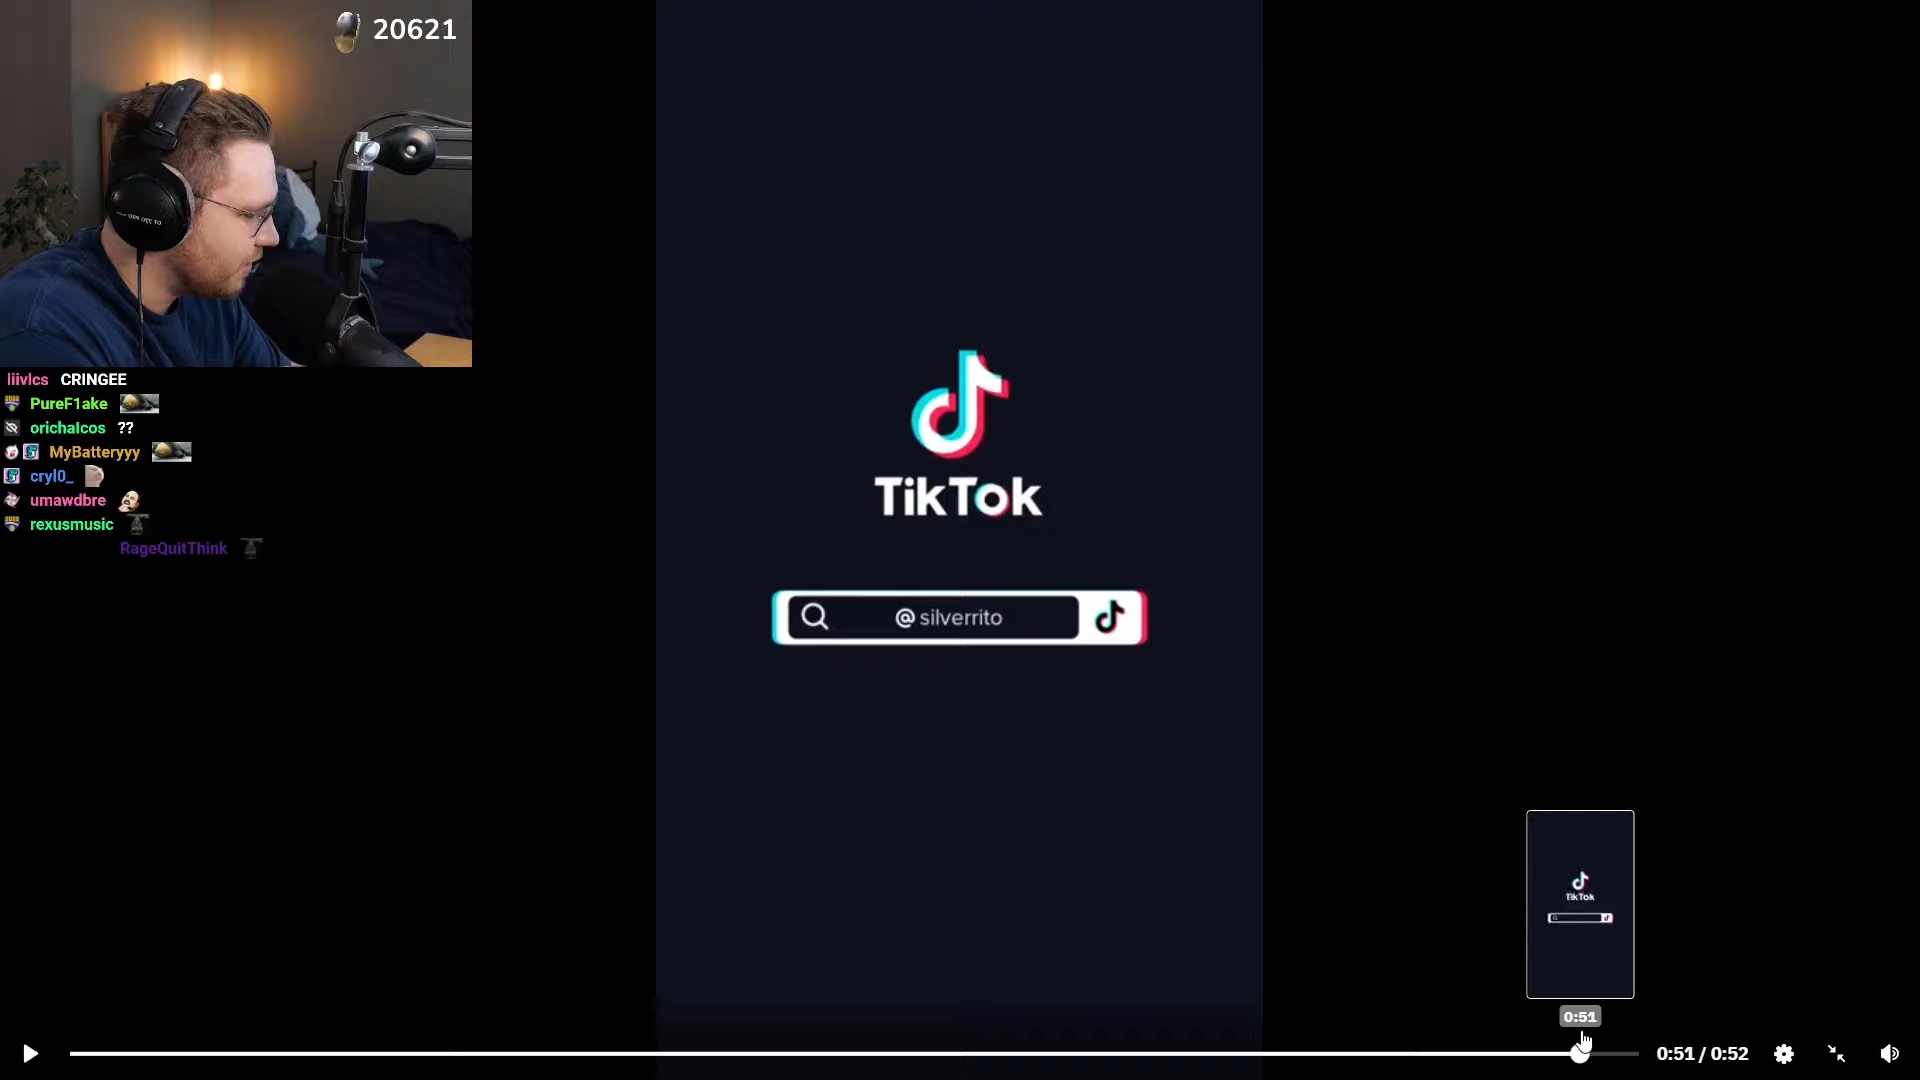 20621
liivlcs CRINGEE
PureF1ake
orichalcos ??
MyBatteryyy
cryl0_
umawdbre
rexusmusic
RageQuitThink
TikTok
@silverrito
TikTok
0:51
0:51 / 0:52